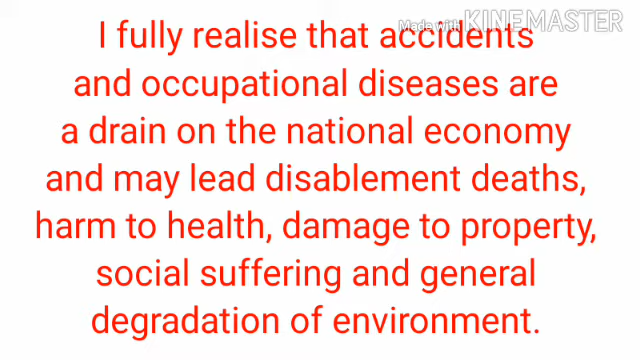 Made with KINEMASTER
I fully realise that accidents
and occupational diseases are
a drain on the national economy
and may lead disablement deaths,
harm to health, damage to property,
social suffering and general
degradation of environment.